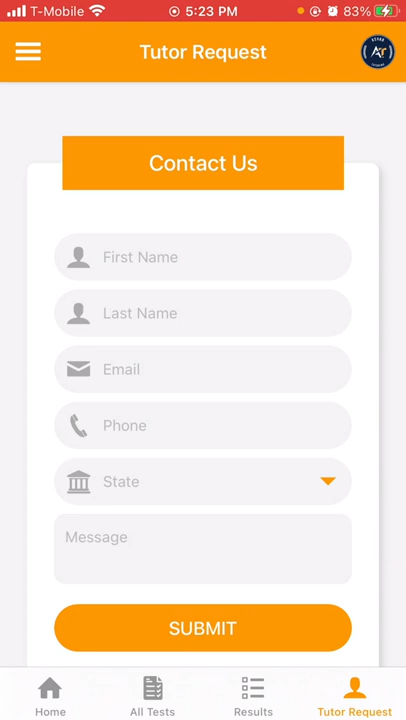 T-Mobile 5:23 PM 83%
Tutor Request
Contact Us
First Name
Last Name
Email
Phone
State
Message
SUBMIT
Home All Tests Results Tutor Request